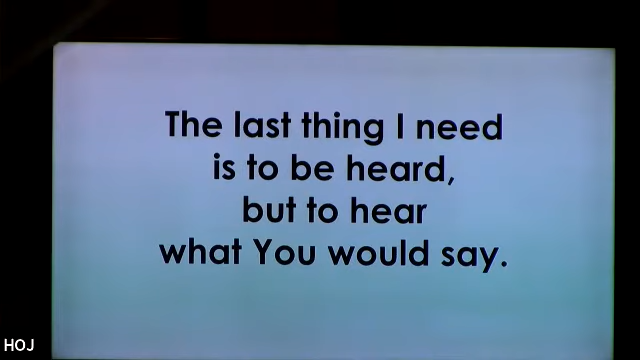 The last thing I need
is to be heard,
but to hear
what You would say.
HOJ